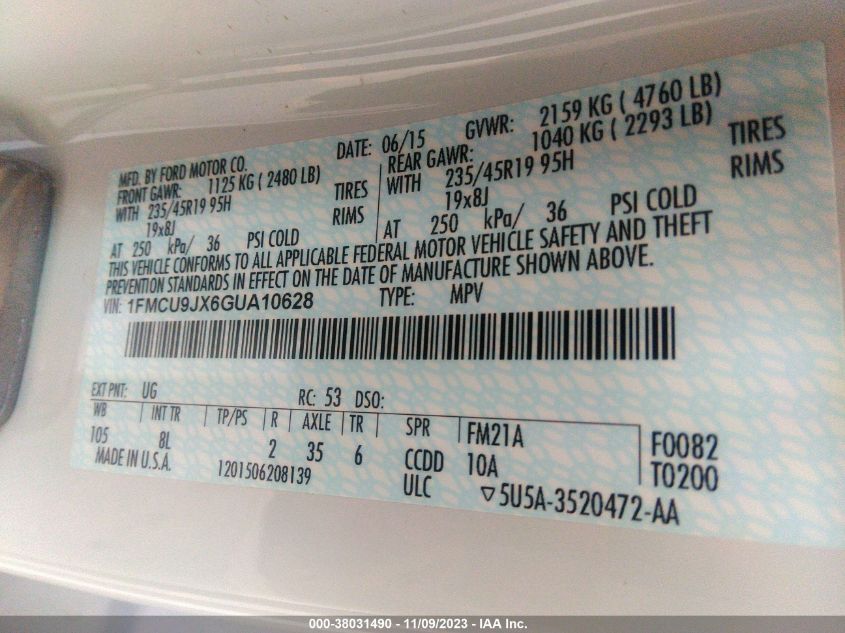 MFD. BY FORD MOTOR CO.
DATE: 06/15 GVWR: 2159 KG ( 4760 LB)
FRONT GAWR: 1125 KG ( 2480 LB)
REAR GAWR: 1040 KG ( 2293 LB)
WITH 235/45R19 95H TIRES
WITH 235/45R19 95H TIRES
19x8J RIMS
19x8J RIMS
AT 250 kPa/ 36 PSI COLD
AT 250 kPa/ 36 PSI COLD
THIS VEHICLE CONFORMS TO ALL APPLICABLE FEDERAL MOTOR VEHICLE SAFETY AND THEFT
PREVENTION STANDARDS IN EFFECT ON THE DATE OF MANUFACTURE SHOWN ABOVE.
VIN: 1FMCU9JX6GUA10628 TYPE: MPV
EXT PNT: UG RC: 53 DSO:
WB INT TR TP/PS R AXLE TR SPR FM21A F0082
105 8L 2 35 6 CCDD 10A T0200
MADE IN U.S.A. 1201506208139 ULC 5U5A-3520472-AA
000-38031490 - 11/09/2023 - IAA Inc.